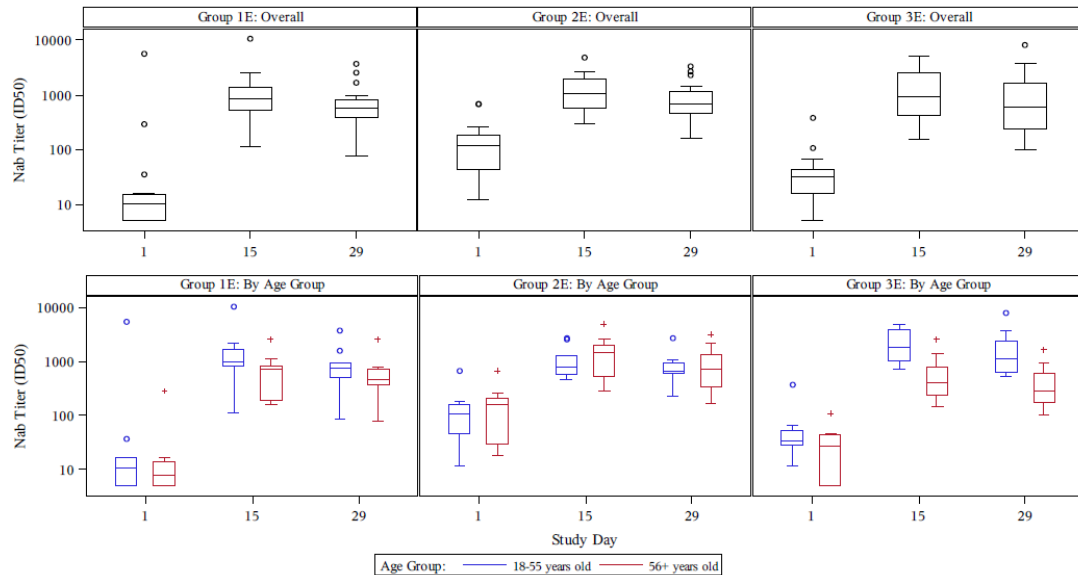 Group 1E: Overall
Group 2E: Overall
Group 3E: Overall
10000
1000
100
10
Nab Titer (ID50)
1 15 29
1 15 29
1 15 29
Group 1E: By Age Group
Group 2E: By Age Group
Group 3E: By Age Group
10000
1000
100
10
Nab Titer (ID50)
1 15 29
1 15 29
1 15 29
Study Day
Age Group: 18-55 years old 56+ years old